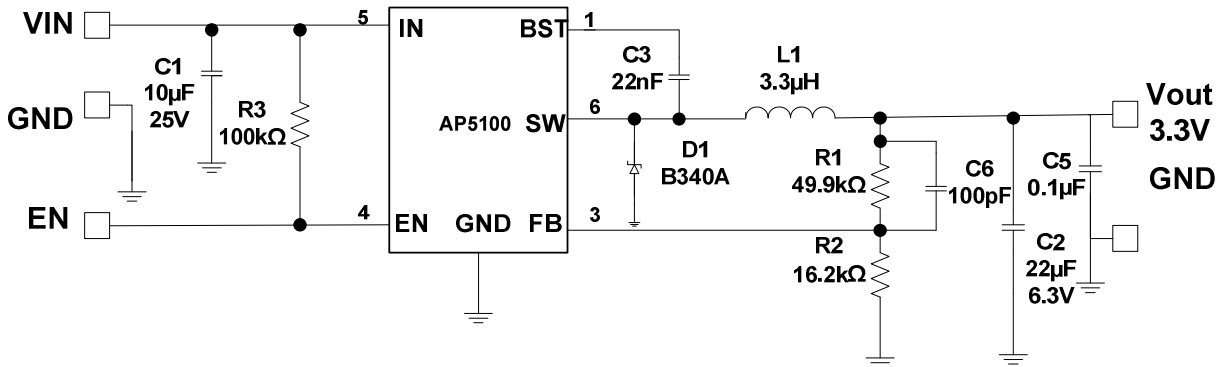 VIN
5
IN
BST
1
C1
10µF
25V
R3
100kΩ
GND
AP5100
C3
22nF
L1
3.3µH
6
SW
D1
B340A
Vout
3.3V
GND
R1
49.9kΩ
C6
100pF
C5
0.1µF
EN
4
EN
GND
FB
3
R2
16.2kΩ
C2
22µF
6.3V